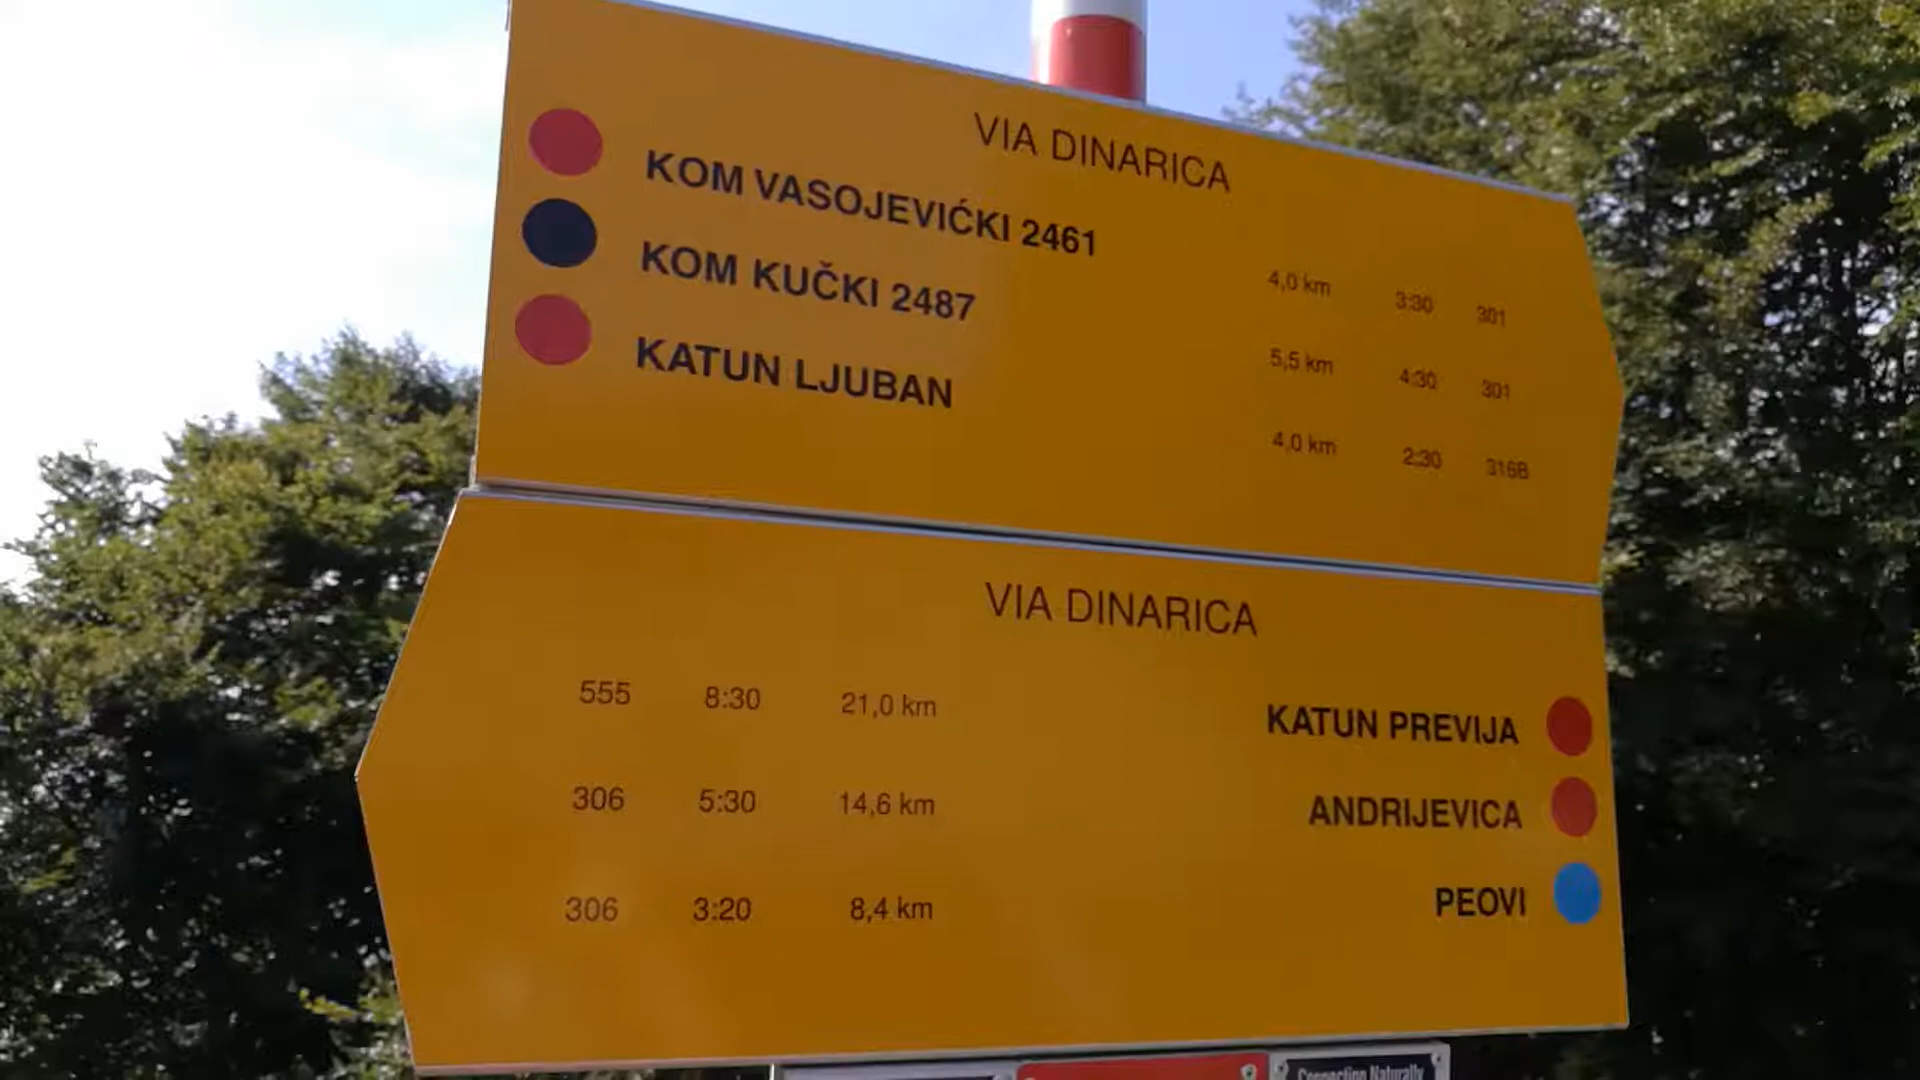 VIA DINARICA
KOM VASOJEVIĆKI 2461 4,0 km 3:30 301
KOM KUČKI 2487 5,5 km 4:30 301
KATUN LJUBAN 4,0 km 2:30 316B
VIA DINARICA
555 8:30 21,0 km KATUN PREVIJA
306 5:30 14,6 km ANDRIJEVICA
306 3:20 8,4 km PEOVI
Connecting Naturally